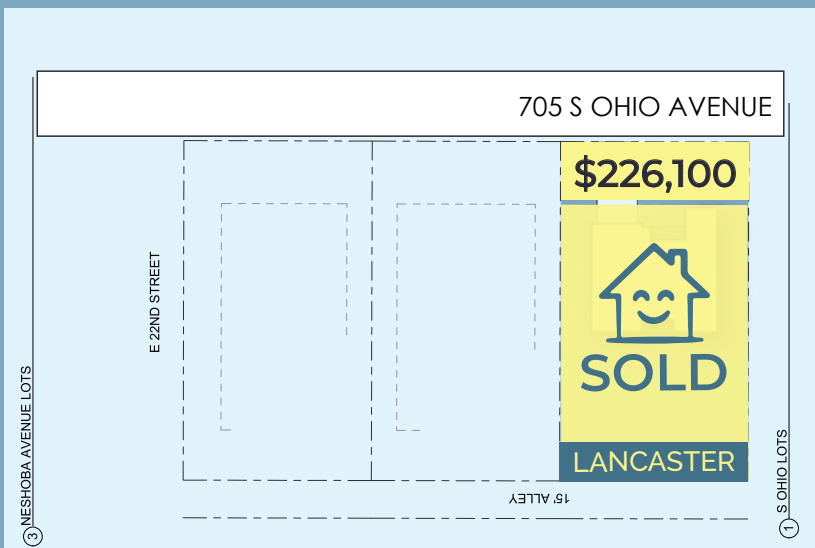 705 S OHIO AVENUE
$226,100
SOLD
LANCASTER
E 22ND STREET
15' ALLEY
3 NESHOBA AVENUE LOTS
1 S OHIO LOTS